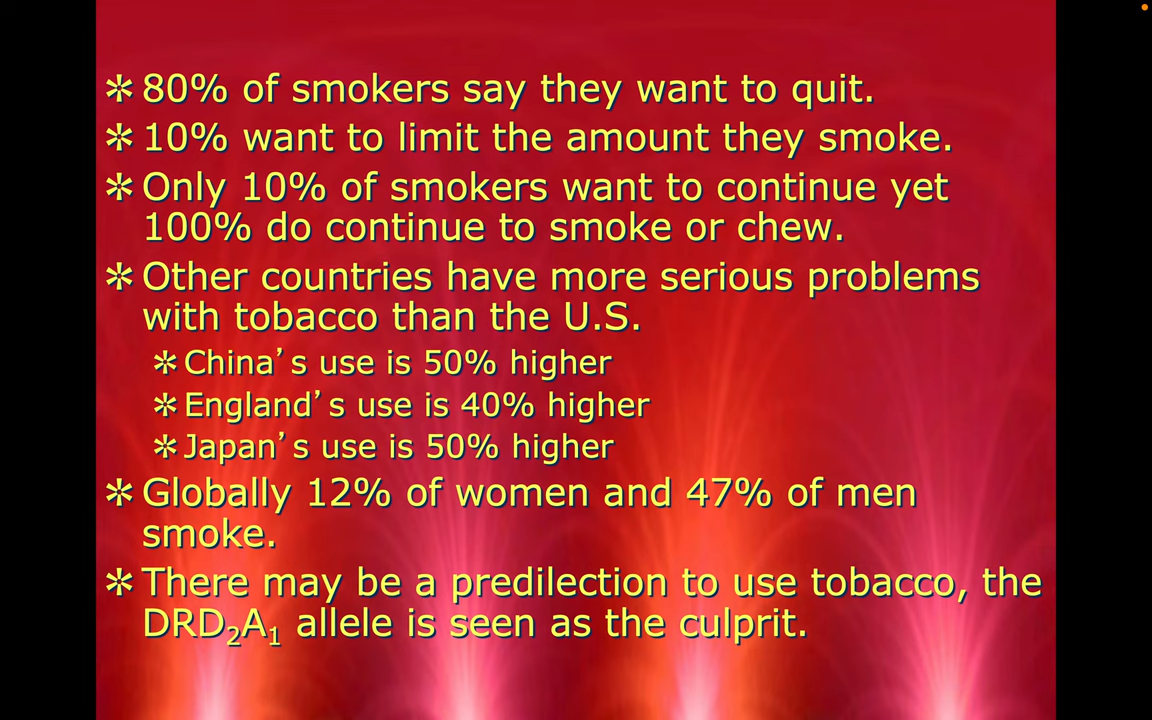 ✲ 80% of smokers say they want to quit.
✲ 10% want to limit the amount they smoke.
✲ Only 10% of smokers want to continue yet
100% do continue to smoke or chew.
✲ Other countries have more serious problems
with tobacco than the U.S.
✲ China’s use is 50% higher
✲ England’s use is 40% higher
✲ Japan’s use is 50% higher
✲ Globally 12% of women and 47% of men
smoke.
✲ There may be a predilection to use tobacco, the
DRD₂A₁ allele is seen as the culprit.